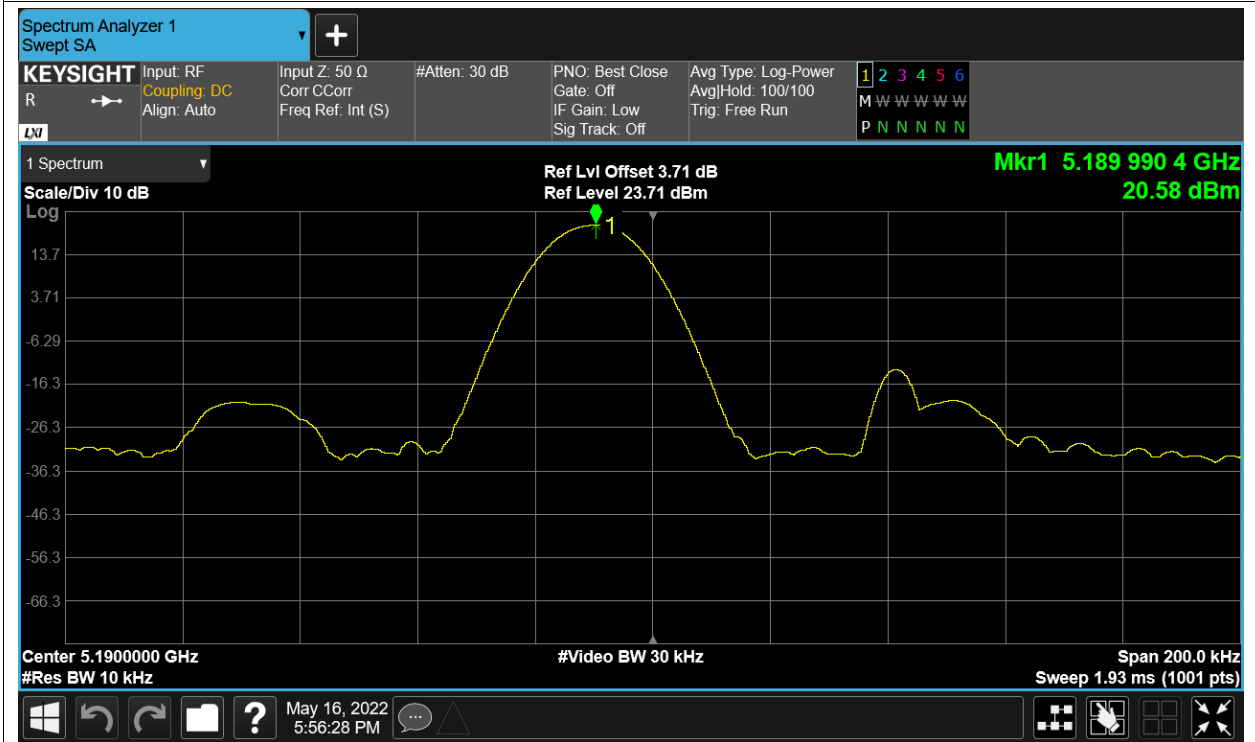 Spectrum Analyzer 1
Swept SA
+
KEYSIGHT
R
LXI
Input: RF
Coupling: DC
Align: Auto
Input Z: 50 Ω
Corr CCorr
Freq Ref: Int (S)
#Atten: 30 dB
PNO: Best Close
Gate: Off
IF Gain: Low
Sig Track: Off
Avg Type: Log-Power
Avg|Hold: 100/100
Trig: Free Run
1 2 3 4 5 6
M W W W W W
P N N N N N
1 Spectrum
Scale/Div 10 dB
Ref Lvl Offset 3.71 dB
Ref Level 23.71 dBm
Mkr1 5.189 990 4 GHz
20.58 dBm
Log
1
13.7
3.71
-6.29
-16.3
-26.3
-36.3
-46.3
-56.3
-66.3
Center 5.1900000 GHz
#Res BW 10 kHz
#Video BW 30 kHz
Span 200.0 kHz
Sweep 1.93 ms (1001 pts)
?
May 16, 2022
5:56:28 PM